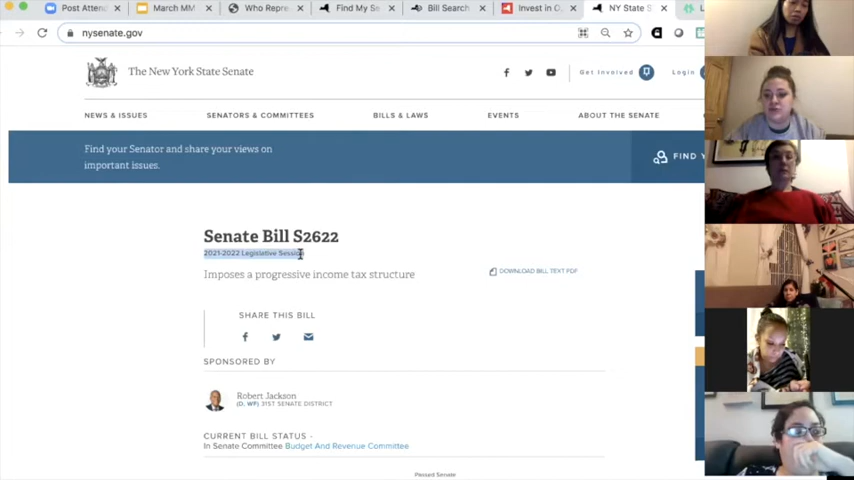 Post Attend
March MM
Who Repre
Find My Se
Bill Search
Invest in O
NY State S
nysenate.gov
The New York State Senate
Get Involved
Login
NEWS & ISSUES
SENATORS & COMMITTEES
BILLS & LAWS
EVENTS
ABOUT THE SENATE
Find your Senator and share your views on
important issues.
FIND Y
Senate Bill S2622
2021-2022 Legislative Session
Imposes a progressive income tax structure
DOWNLOAD BILL TEXT PDF
SHARE THIS BILL
SPONSORED BY
Robert Jackson
(D, WF) 31ST SENATE DISTRICT
CURRENT BILL STATUS -
In Senate Committee Budget And Revenue Committee
Passed Senate